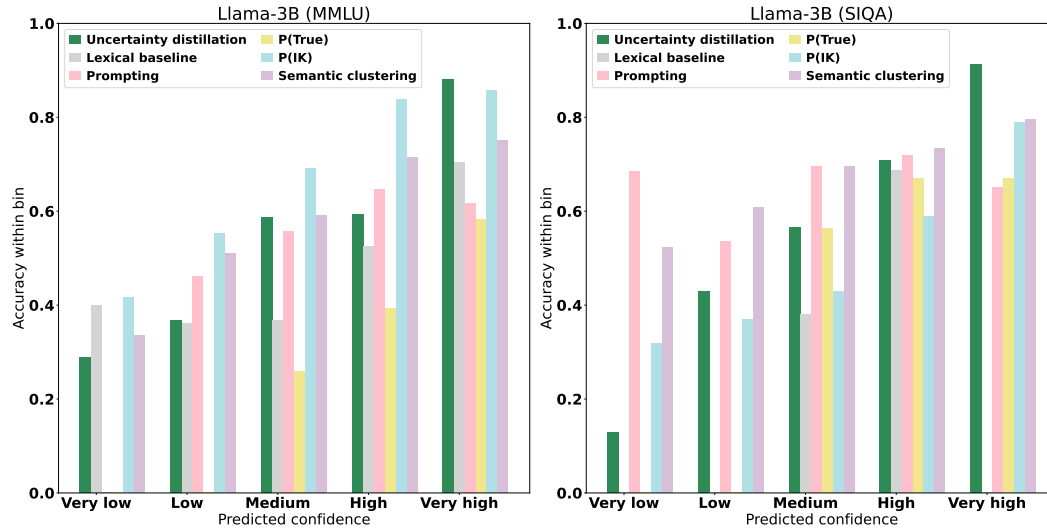 Llama-3B (MMLU)
Uncertainty distillation
Lexical baseline
Prompting
P(True)
P(IK)
Semantic clustering
Accuracy within bin
1.0
0.8
0.6
0.4
0.2
0.0
Very low
Low
Medium
High
Very high
Predicted confidence
Llama-3B (SIQA)
Uncertainty distillation
Lexical baseline
Prompting
P(True)
P(IK)
Semantic clustering
Accuracy within bin
1.0
0.8
0.6
0.4
0.2
0.0
Very low
Low
Medium
High
Very high
Predicted confidence